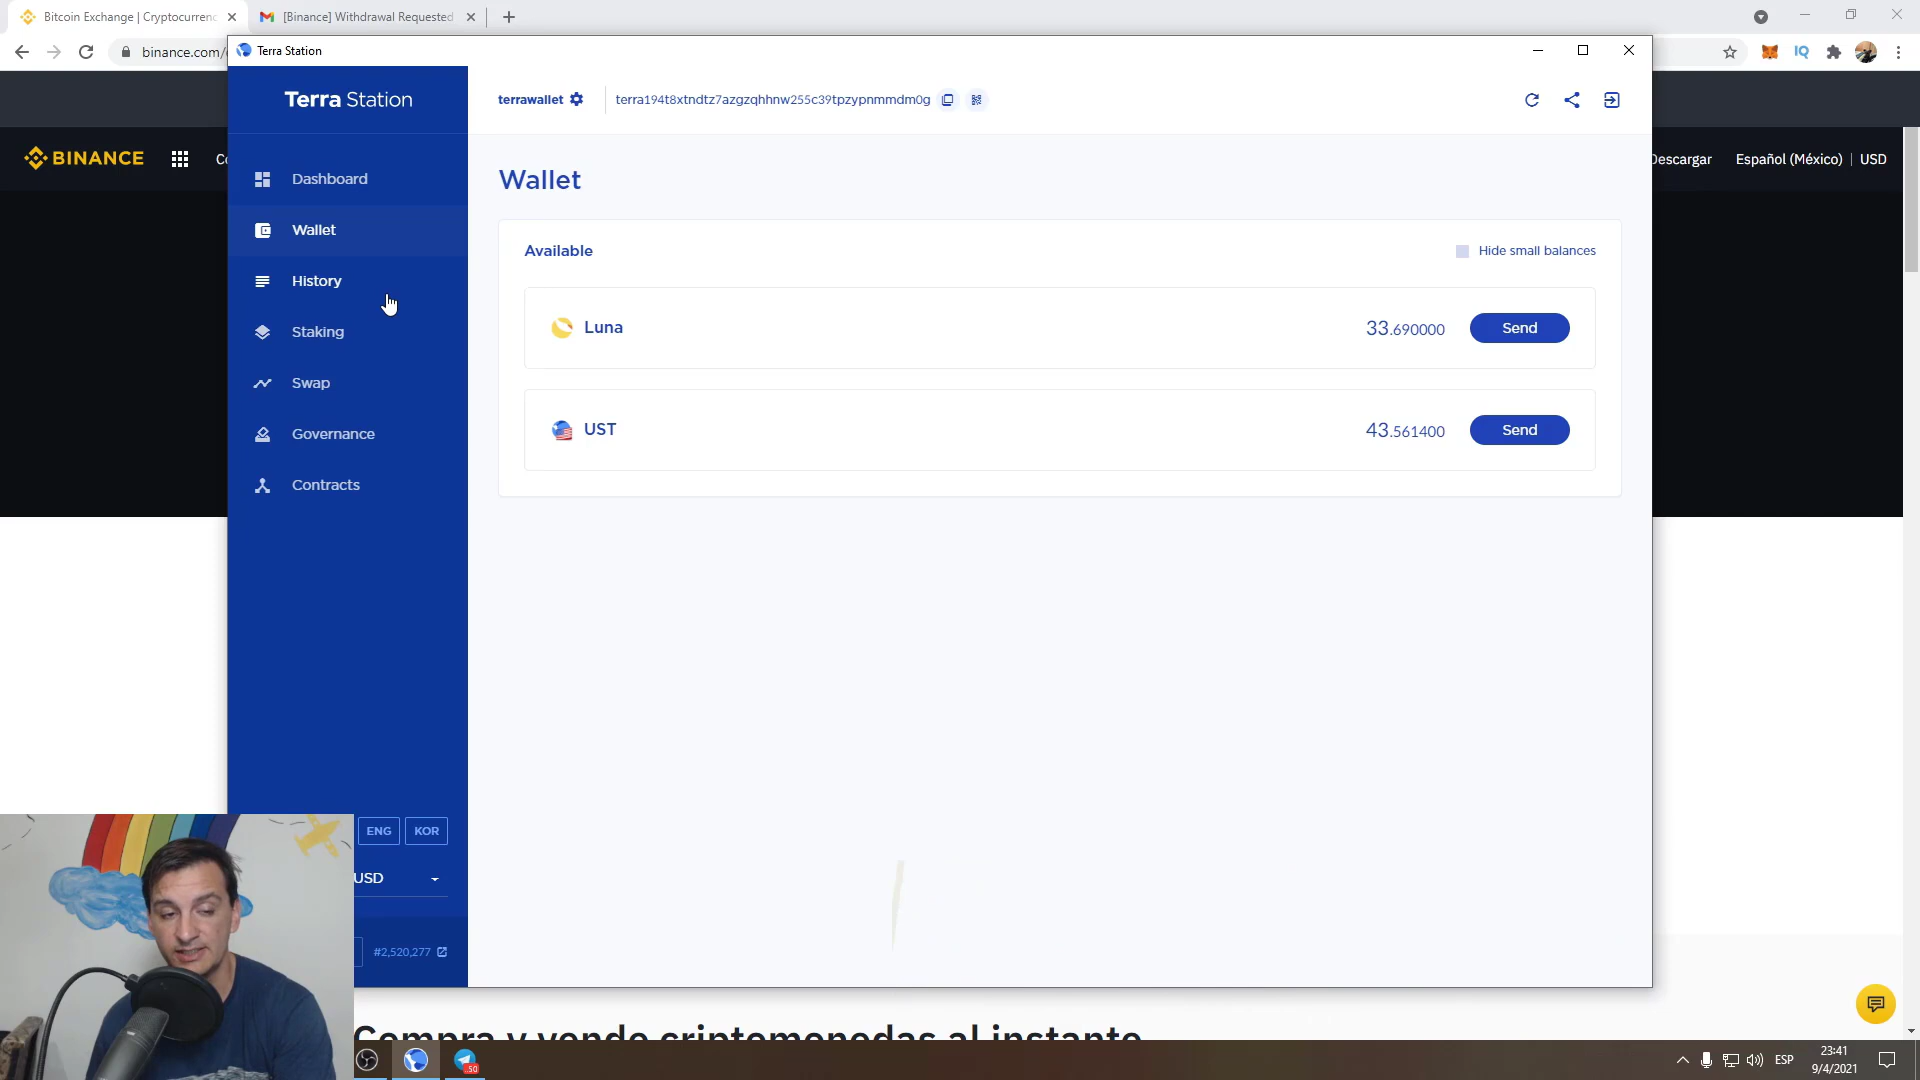 Bitcoin Exchange | Cryptocurrenc
[Binance] Withdrawal Requested
binance.com/
Terra Station
BINANCE
Descargar
Español (México)
USD
Terra Station
terrawallet
terra194t8xtndtz7azgzqhhnw255c39tpzypnmmdm0g
Dashboard
Wallet
History
Staking
Swap
Governance
Contracts
Wallet
Available
Hide small balances
Luna
33.690000
Send
UST
43.561400
Send
ENG
KOR
USD
#2,520,277
Compra y vende criptomonedas al instante
ESP
23:41
9/4/2021